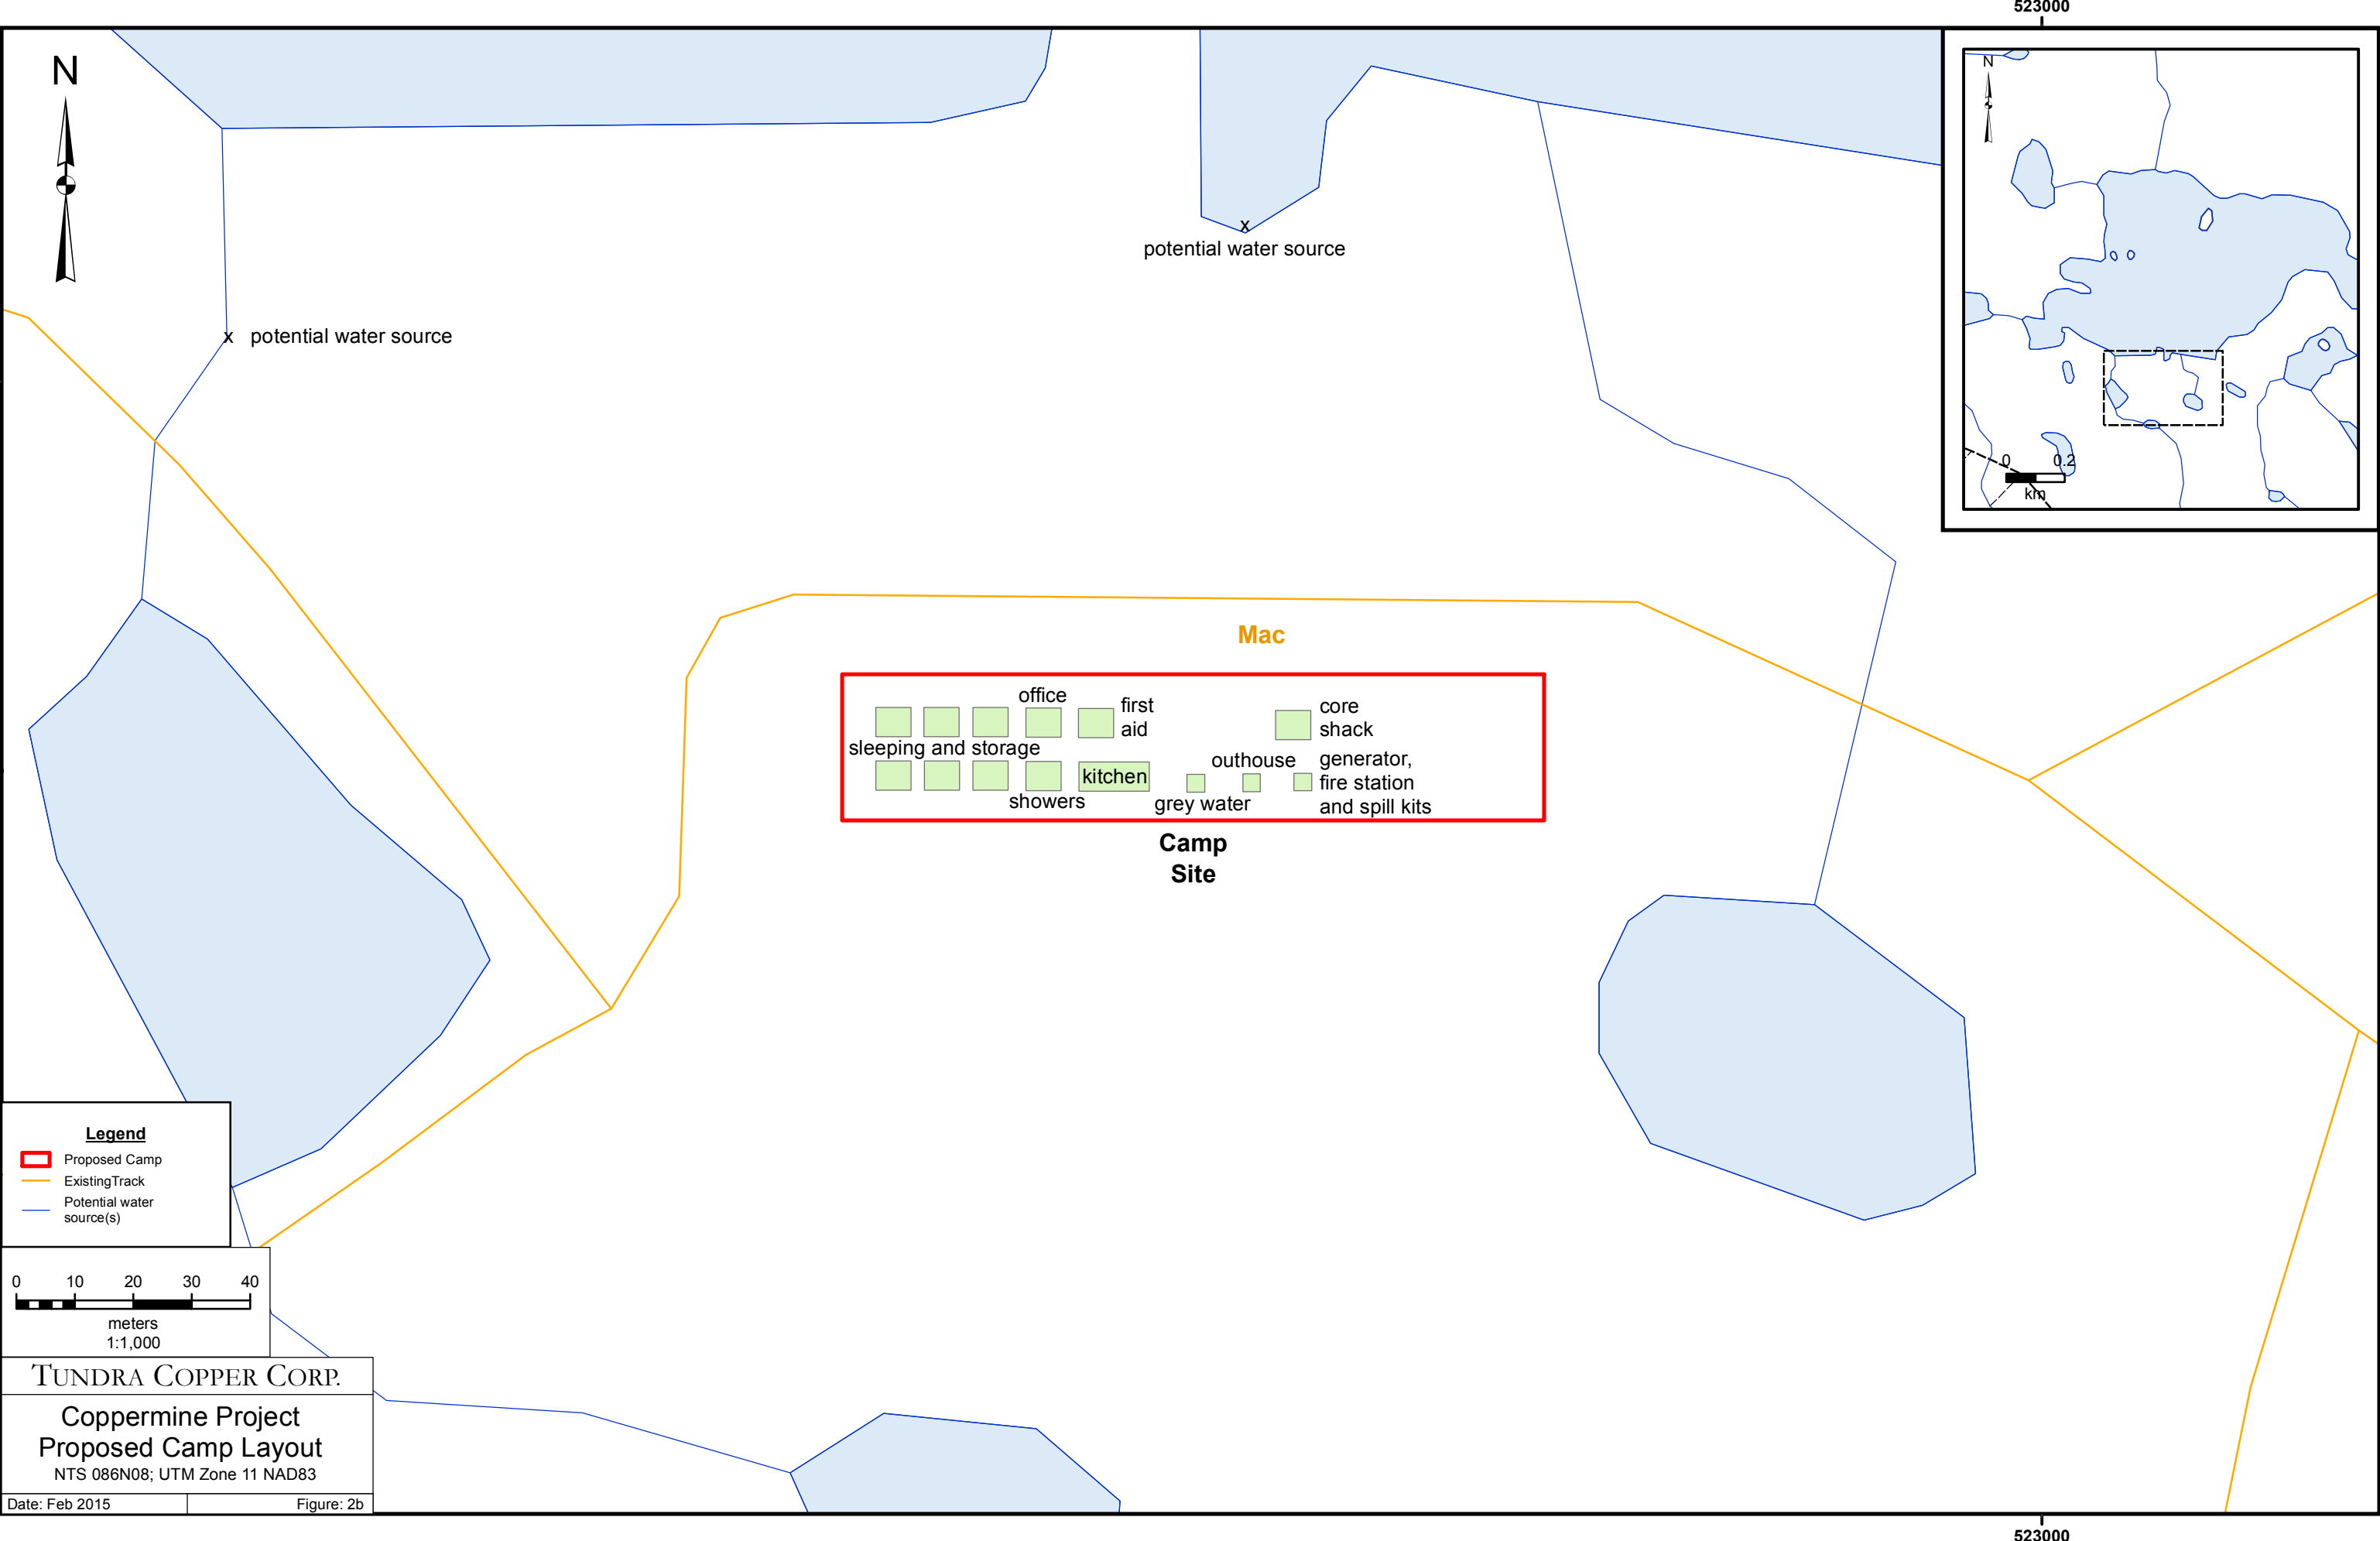 523000
N
N
potential water source
x
x
potential water source
0 0.2
km
Mac
office
first
aid
core
shack
sleeping and storage
outhouse
generator,
fire station
and spill kits
kitchen
showers
grey water
Camp
Site
Legend
Proposed Camp
ExistingTrack
Potential water
source(s)
0 10 20 30 40
meters
1:1,000
TUNDRA COPPER CORP.
Coppermine Project
Proposed Camp Layout
NTS 086N08; UTM Zone 11 NAD83
Date: Feb 2015
Figure: 2b
523000